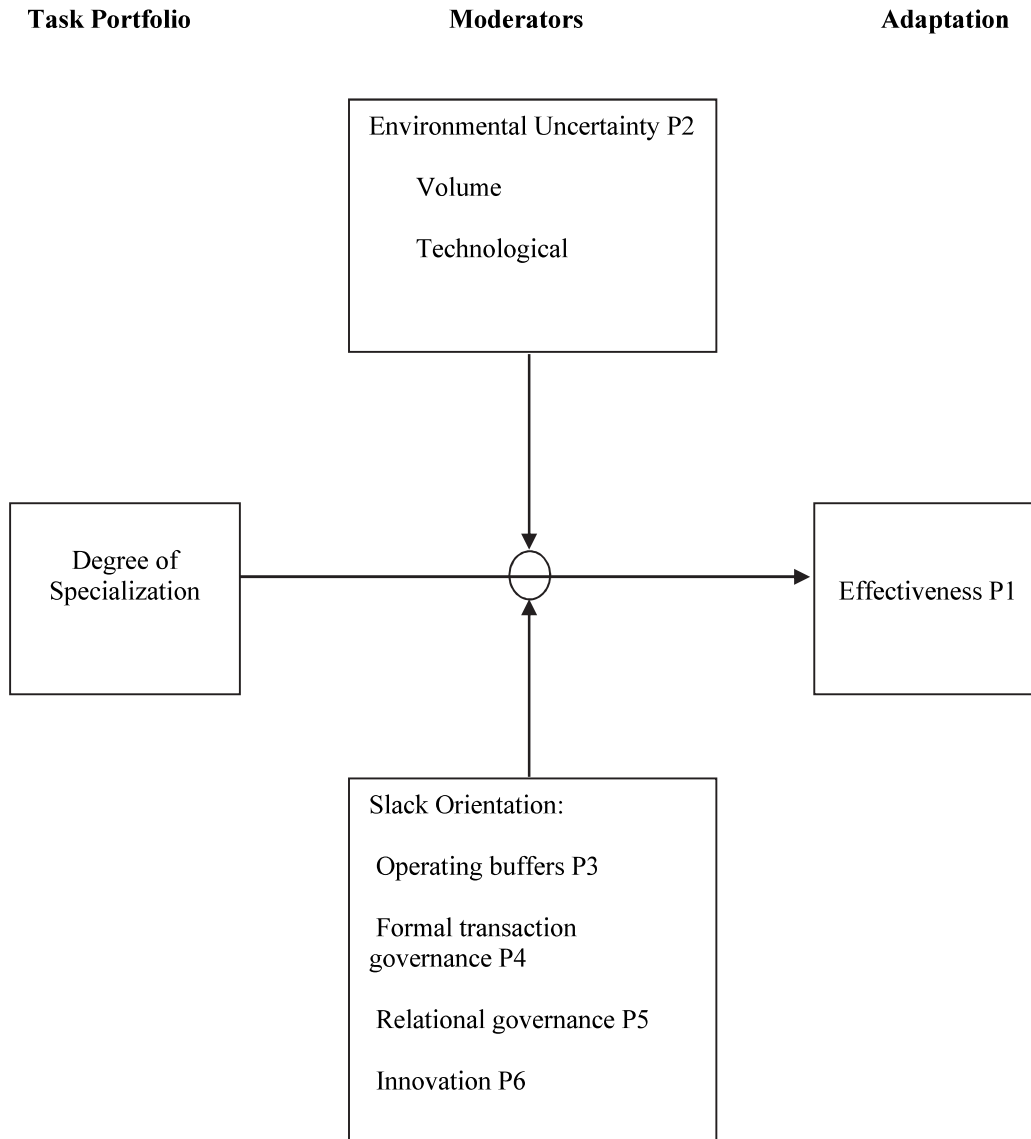 Task Portfolio
Moderators
Adaptation
Environmental Uncertainty P2
Volume
Technological
Degree of
Specialization
Effectiveness P1
Slack Orientation:
Operating buffers P3
Formal transaction
governance P4
Relational governance P5
Innovation P6